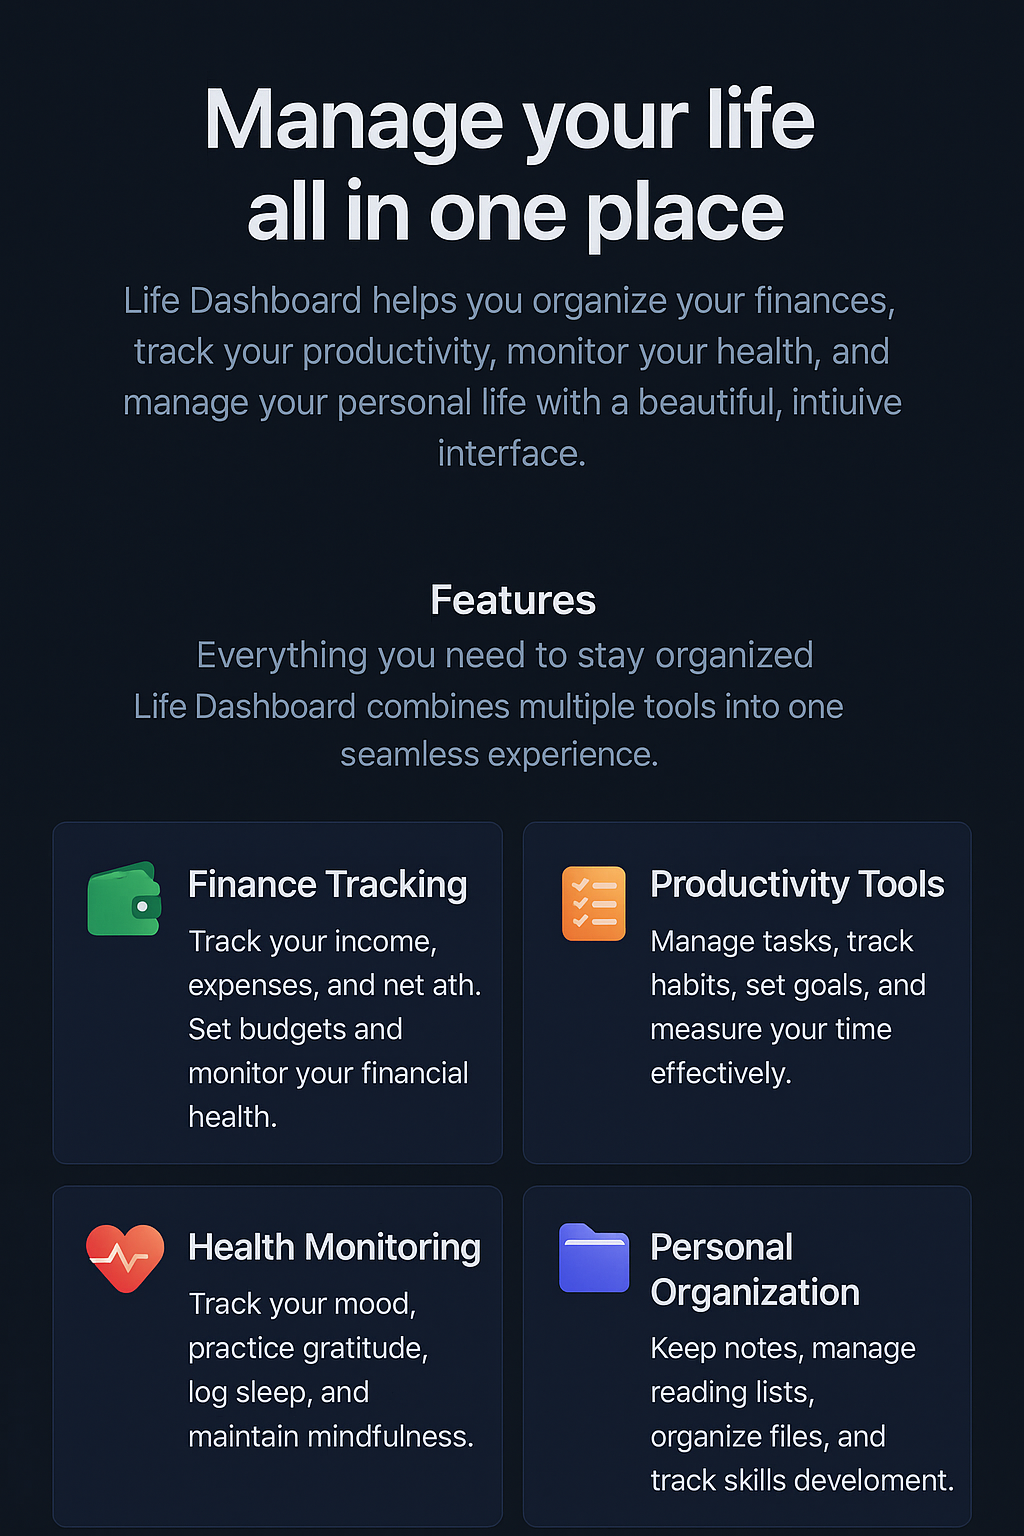 Manage your life
all in one place
Life Dashboard helps you organize your finances,
track your productivity, monitor your health, and
manage your personal life with a beautiful, intiuive
interface.
Features
Everything you need to stay organized
Life Dashboard combines multiple tools into one
seamless experience.
Finance Tracking
Track your income,
expenses, and net ath.
Set budgets and
monitor your financial
health.
Productivity Tools
Manage tasks, track
habits, set goals, and
measure your time
effectively.
Health Monitoring
Track your mood,
practice gratitude,
log sleep, and
maintain mindfulness.
Personal
Organization
Keep notes, manage
reading lists,
organize files, and
track skills develoment.